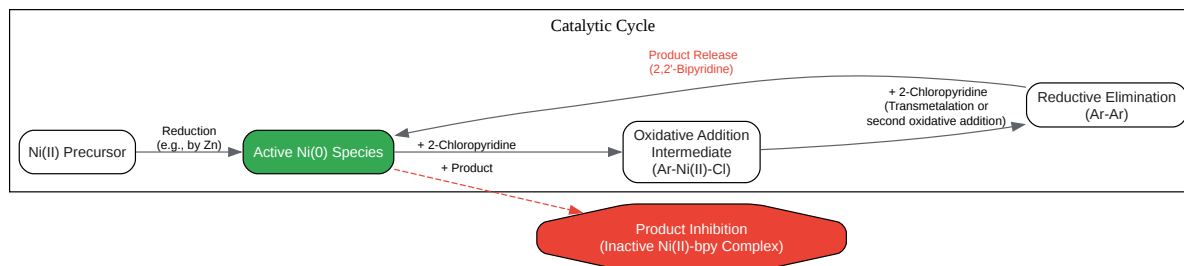 Catalytic Cycle
Product Release
(2,2'-Bipyridine)
+ 2-Chloropyridine
(Transmetalation or
second oxidative addition)
Reductive Elimination
(Ar-Ar)
Ni(II) Precursor
Reduction
(e.g., by Zn)
Active Ni(0) Species
+ 2-Chloropyridine
+ Product
Oxidative Addition
Intermediate
(Ar-Ni(II)-Cl)
Product Inhibition
(Inactive Ni(II)-bpy Complex)